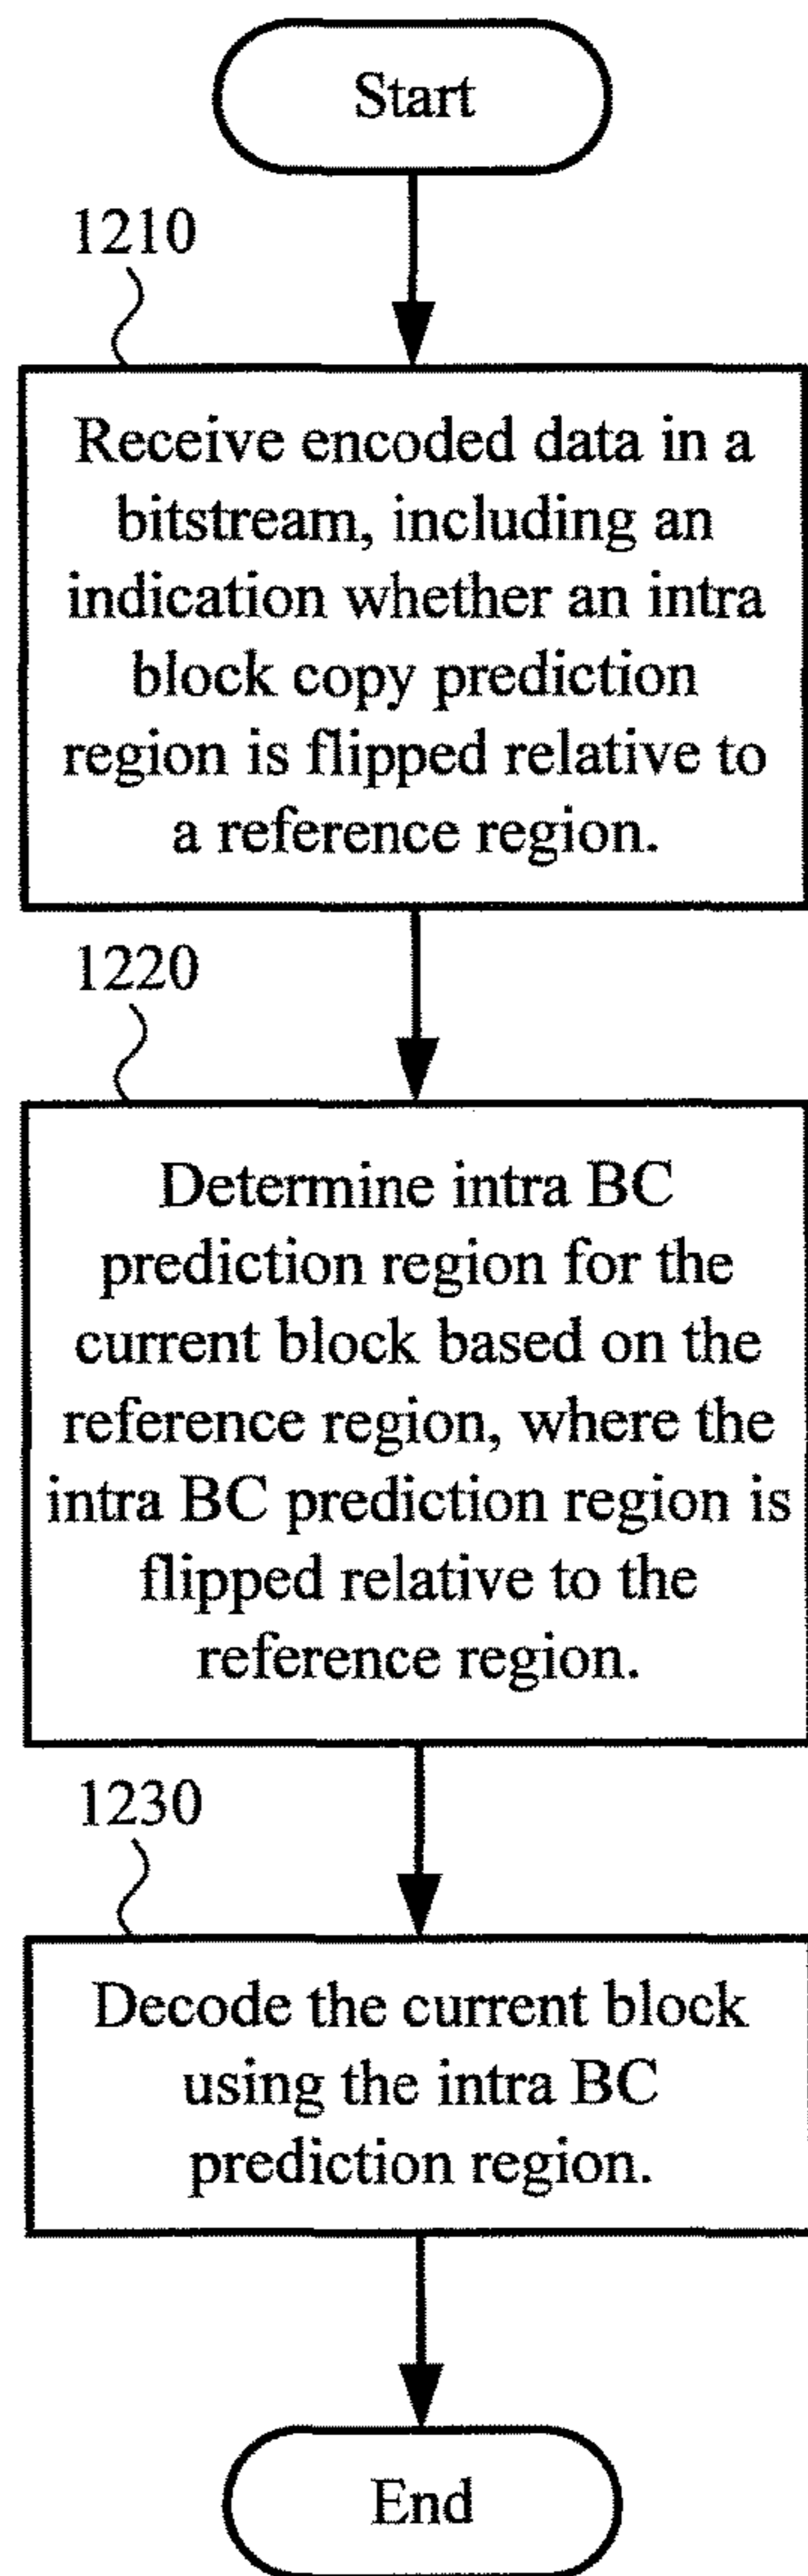 Start
1210
Receive encoded data in a
bitstream, including an
indication whether an intra
block copy prediction
region is flipped relative to
a reference region.
1220
Determine intra BC
prediction region for the
current block based on the
reference region, where the
intra BC prediction region is
flipped relative to the
reference region.
1230
Decode the current block
using the intra BC
prediction region.
End